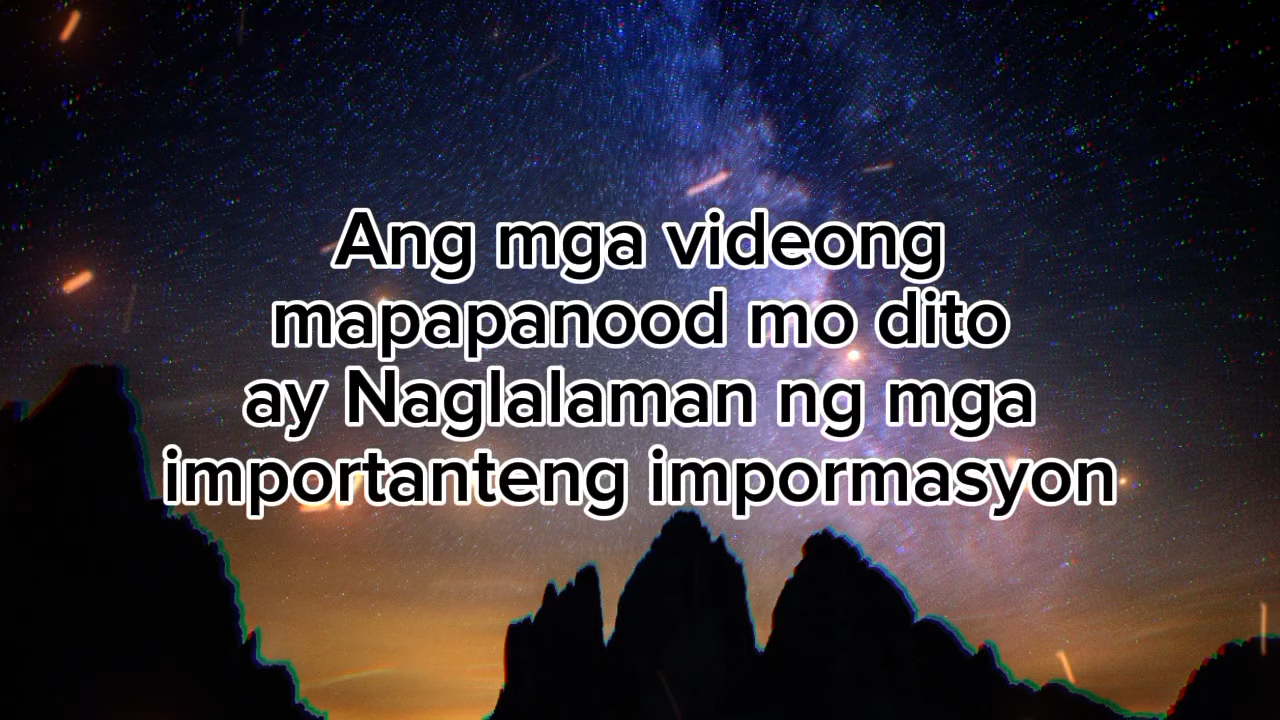 Ang mga videong
mapapanood mo dito
ay Naglalaman ng mga
importanteng impormasyon